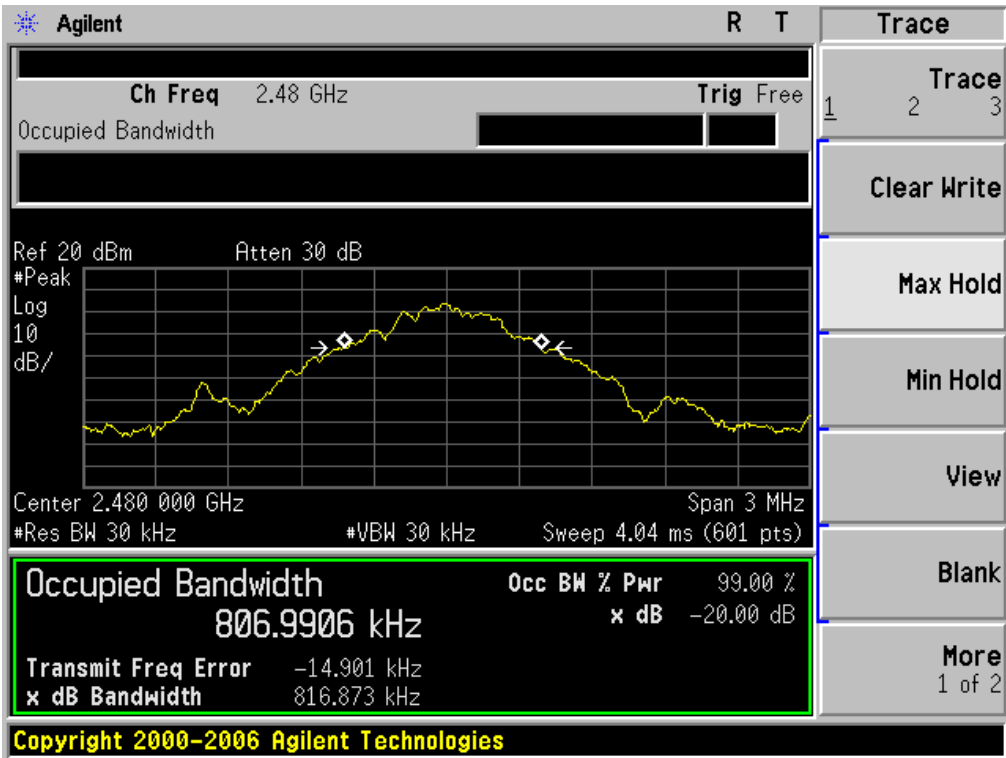 Agilent R T Trace
Ch Freq 2.48 GHz Trig Free
Occupied Bandwidth
Trace
1 2 3
Clear Write
Max Hold
Min Hold
View
Blank
More
1 of 2
Ref 20 dBm Atten 30 dB
#Peak
Log
10
dB/
Center 2.480 000 GHz Span 3 MHz
#Res BW 30 kHz #VBW 30 kHz Sweep 4.04 ms (601 pts)
Occupied Bandwidth Occ BW % Pwr 99.00 %
806.9906 kHz x dB -20.00 dB
Transmit Freq Error -14.901 kHz
x dB Bandwidth 816.873 kHz
Copyright 2000-2006 Agilent Technologies